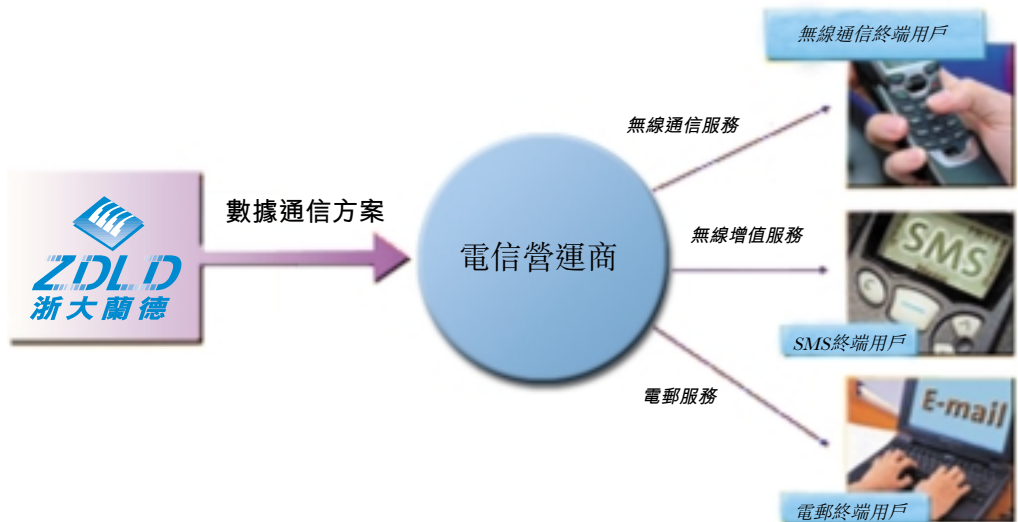 無線通信終端用戶
無線通信服務
數據通信方案
ZDLD
浙大蘭德
電信營運商
無線增值服務
SMS
SMS終端用戶
電郵服務
E-mail
電郵終端用戶